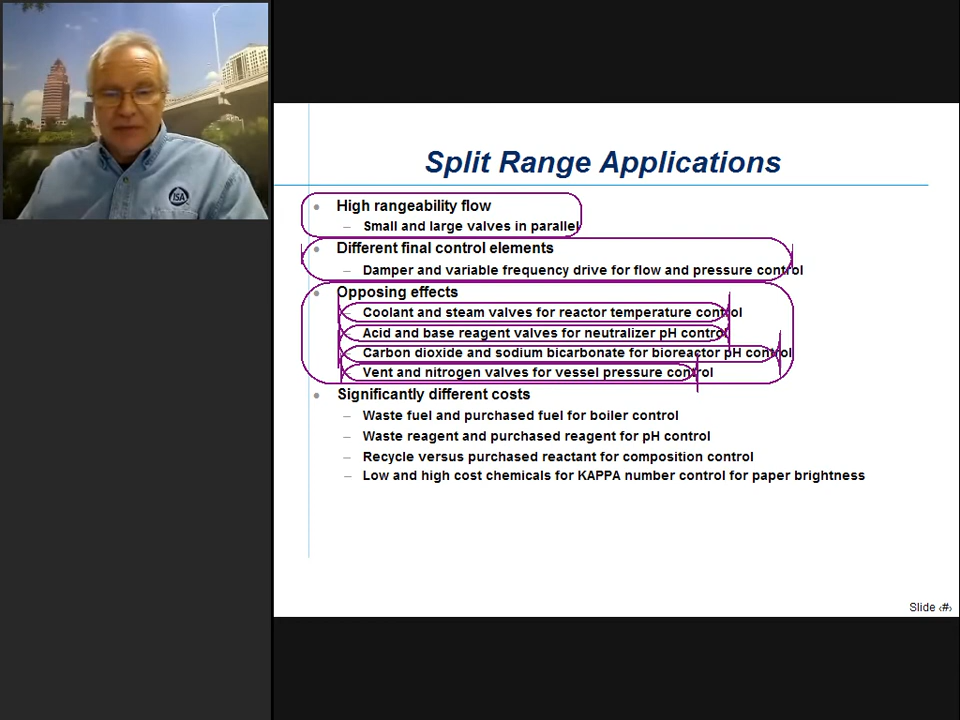 ISA
Split Range Applications
High rangeability flow
– Small and large valves in parallel
Different final control elements
– Damper and variable frequency drive for flow and pressure control
Opposing effects
– Coolant and steam valves for reactor temperature control
– Acid and base reagent valves for neutralizer pH control
– Carbon dioxide and sodium bicarbonate for bioreactor pH control
– Vent and nitrogen valves for vessel pressure control
Significantly different costs
– Waste fuel and purchased fuel for boiler control
– Waste reagent and purchased reagent for pH control
– Recycle versus purchased reactant for composition control
– Low and high cost chemicals for KAPPA number control for paper brightness
Slide ‹#›